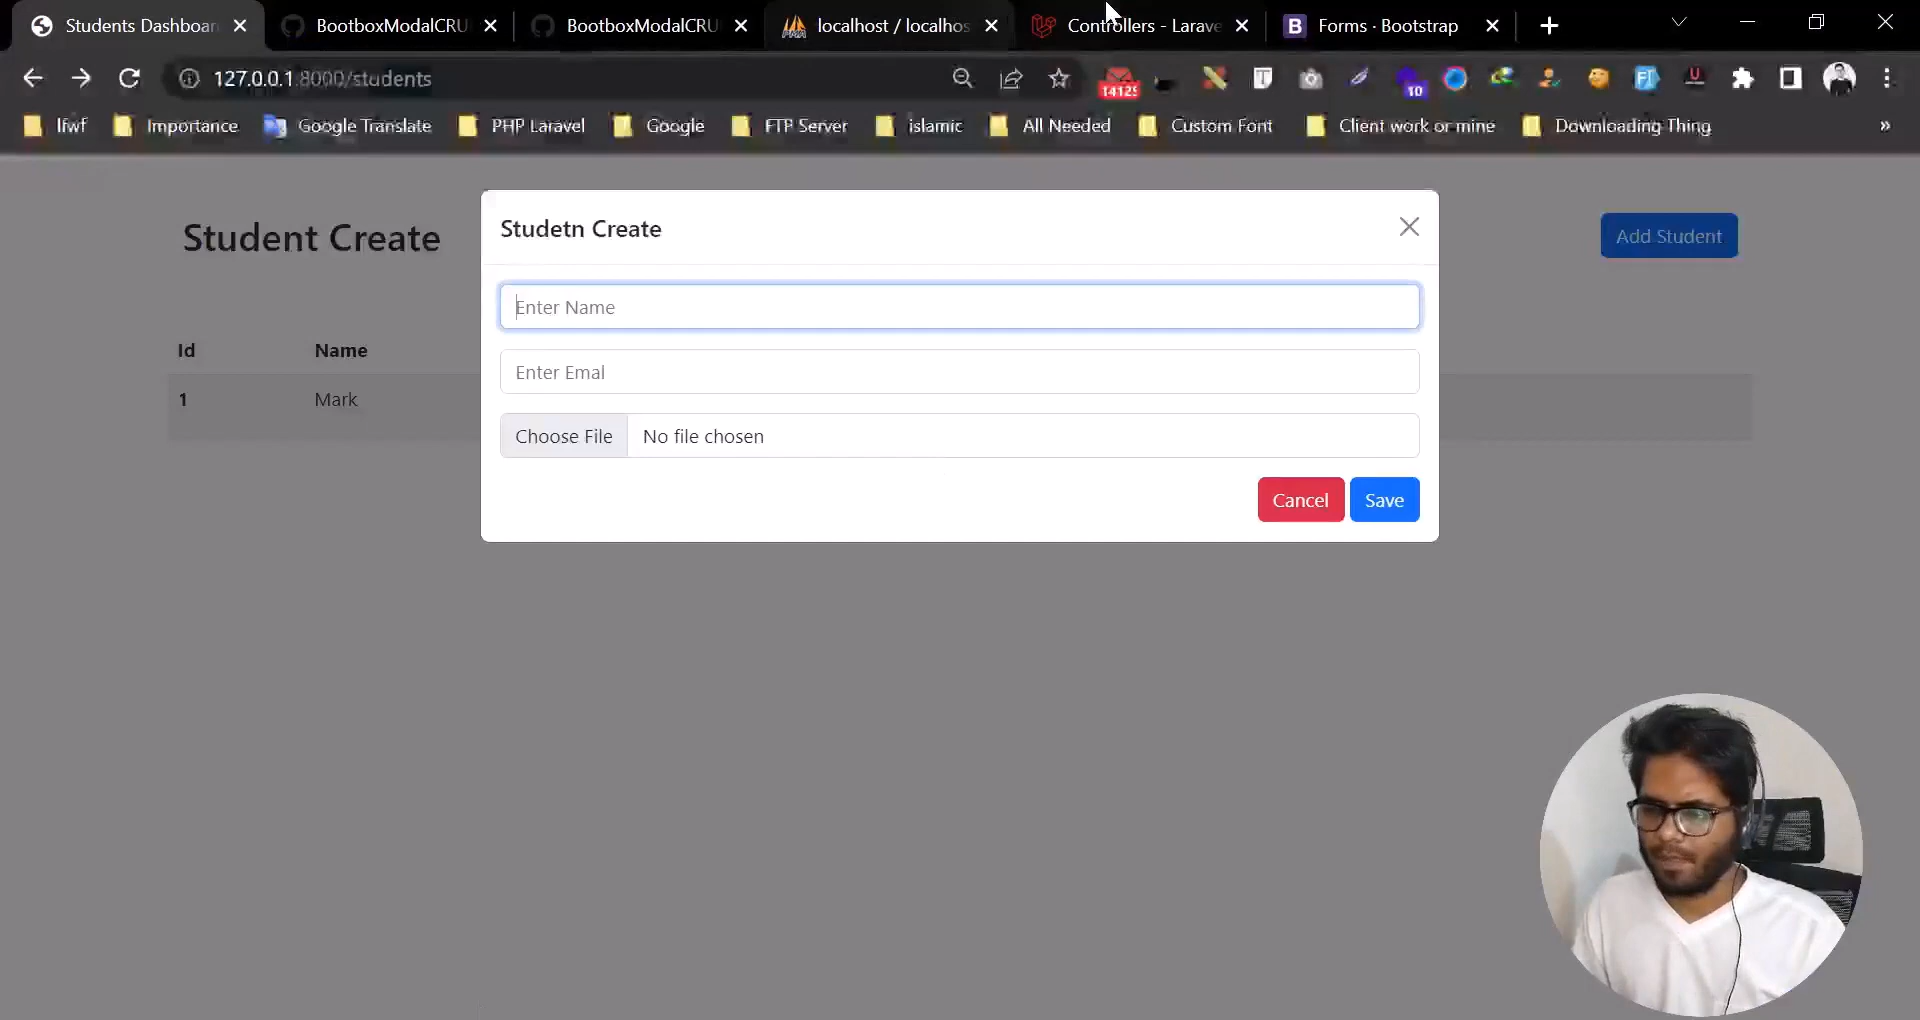 Students Dashboar
BootboxModalCRU
BootboxModalCRU
localhost / localhos
Controllers - Larave
Forms · Bootstrap
127.0.0.1:8000/students
14125
10
lfwf
Importance
Google Translate
PHP Laravel
Google
FTP Server
islamic
All Needed
Custom Font
Client work or mine
Downloading Thing
»
Student Create
Studetn Create
Add Student
Enter Name
Id
Name
Enter Emal
1
Mark
Choose File
No file chosen
Cancel
Save